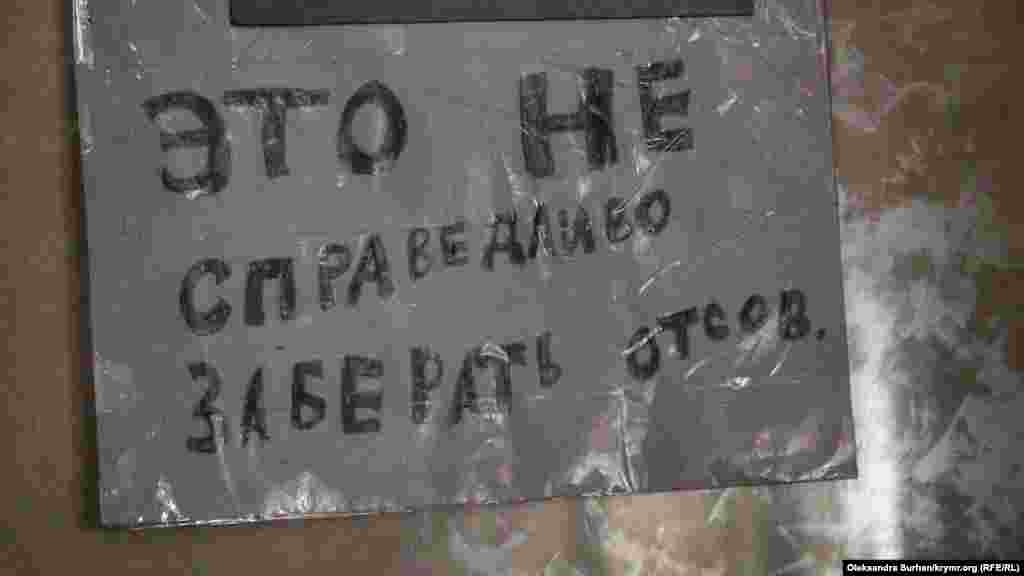 ЭТО НЕ
СПРАВЕДЛИВО
ЗАБЕРАТЬ ОТСОВ.
Oleksandra Burhan/krymr.org (RFE/RL)